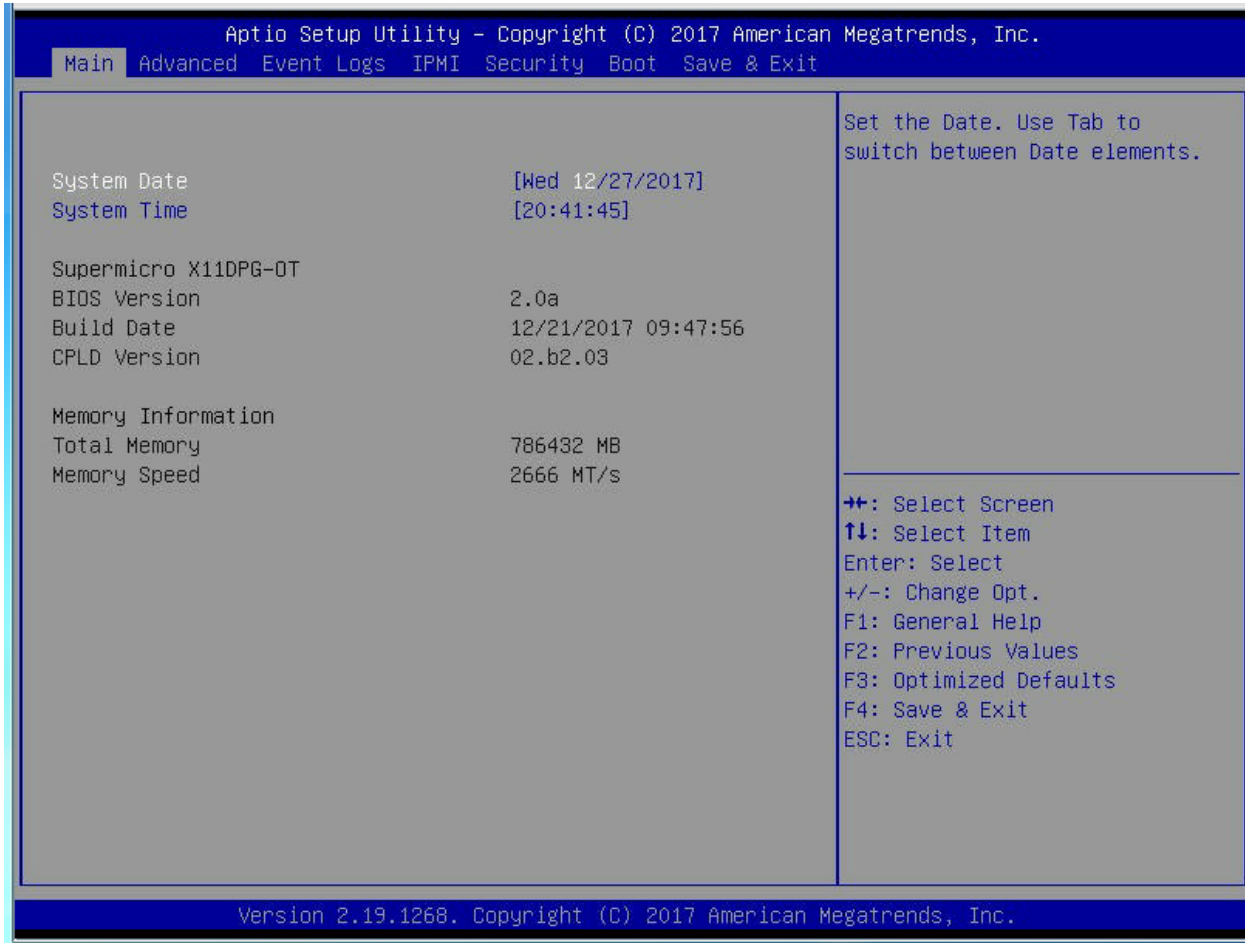 Aptio Setup Utility – Copyright (C) 2017 American Megatrends, Inc.
Main Advanced Event Logs IPMI Security Boot Save & Exit
System Date [Wed 12/27/2017]
System Time [20:41:45]
Supermicro X11DPG-OT
BIOS Version 2.0a
Build Date 12/21/2017 09:47:56
CPLD Version 02.b2.03
Memory Information
Total Memory 786432 MB
Memory Speed 2666 MT/s
Set the Date. Use Tab to
switch between Date elements.
→←: Select Screen
↑↓: Select Item
Enter: Select
+/-: Change Opt.
F1: General Help
F2: Previous Values
F3: Optimized Defaults
F4: Save & Exit
ESC: Exit
Version 2.19.1268. Copyright (C) 2017 American Megatrends, Inc.